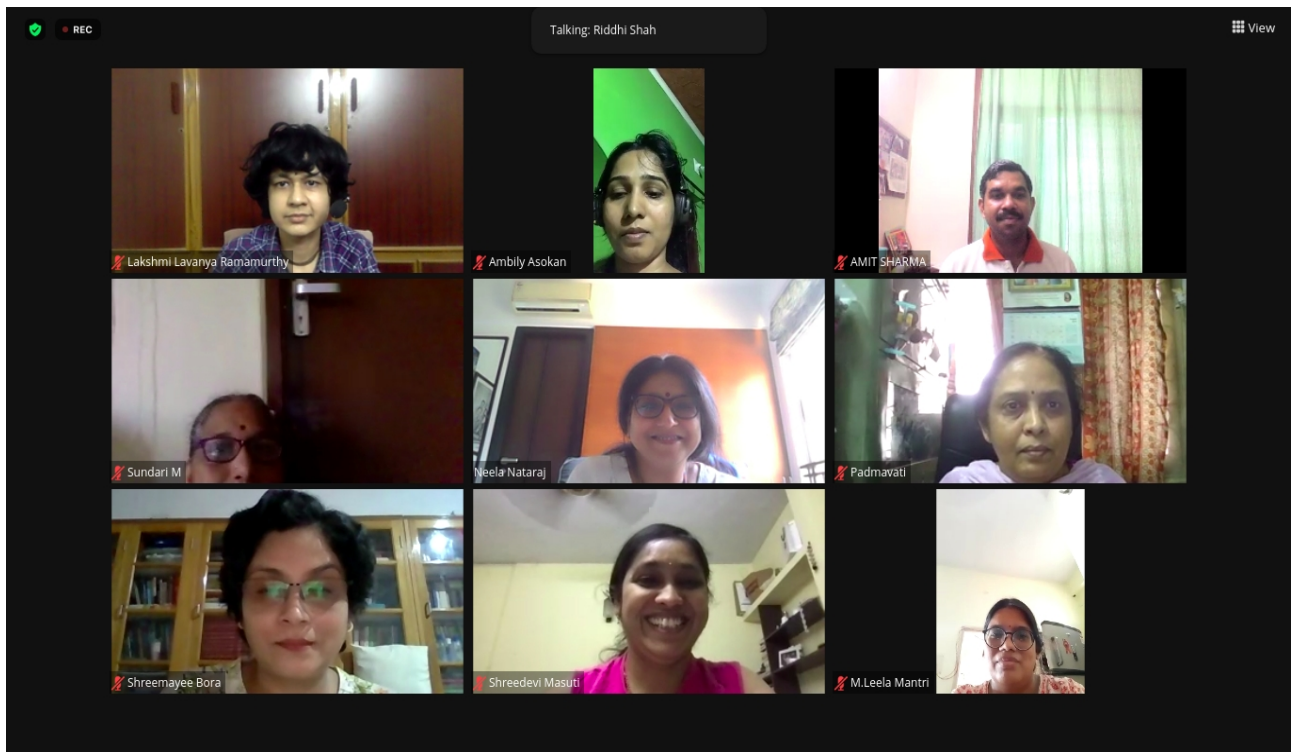 REC
Talking: Riddhi Shah
View
Lakshmi Lavanya Ramamurthy
Ambily Asokan
AMIT SHARMA
Sundari M
Neela Nataraj
Padmavati
Shreemayee Bora
Shreedevi Masuti
M.Leela Mantri